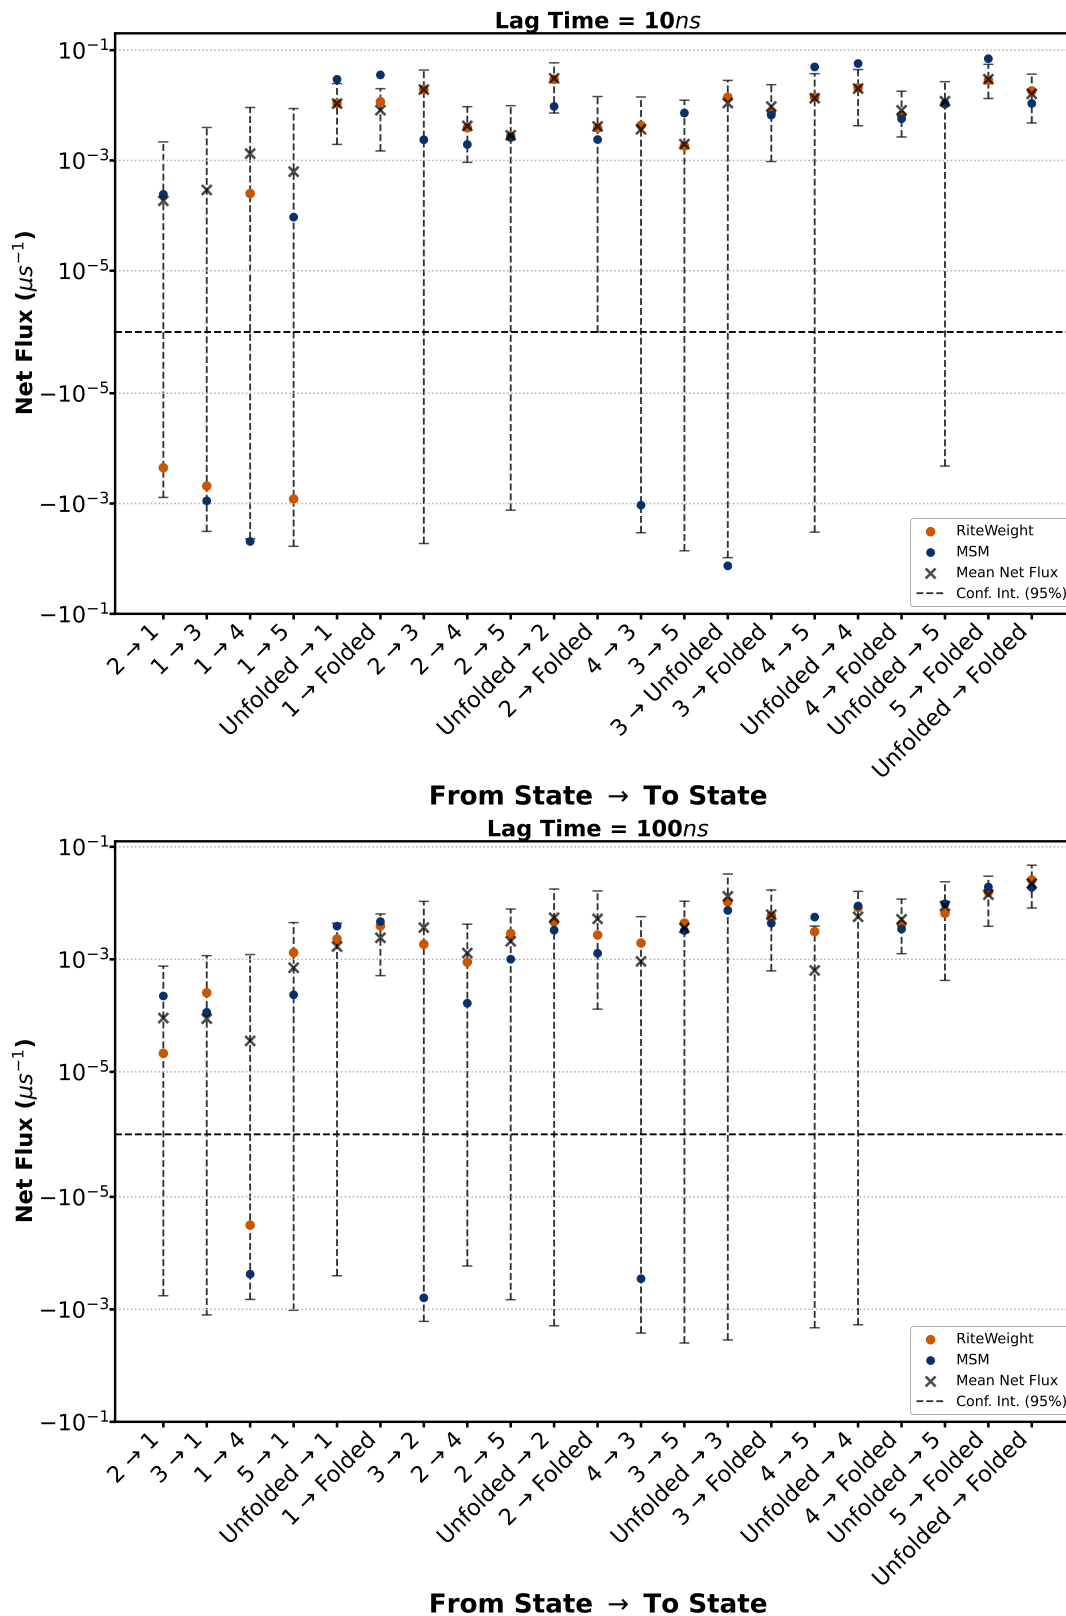 Lag Time = 10ns
Net Flux (μs⁻¹)
10⁻¹
10⁻³
10⁻⁵
−10⁻⁵
−10⁻³
−10⁻¹
RiteWeight
MSM
Mean Net Flux
Conf. Int. (95%)
2 → 1
1 → 3
1 → 4
1 → 5
Unfolded → 1
1 → Folded
2 → 3
2 → 4
2 → 5
Unfolded → 2
2 → Folded
4 → 3
3 → 5
3 → Unfolded
3 → Folded
4 → 5
Unfolded → 4
4 → Folded
Unfolded → 5
5 → Folded
Unfolded → Folded
From State → To State
Lag Time = 100ns
Net Flux (μs⁻¹)
10⁻¹
10⁻³
10⁻⁵
−10⁻⁵
−10⁻³
−10⁻¹
RiteWeight
MSM
Mean Net Flux
Conf. Int. (95%)
2 → 1
3 → 1
1 → 4
5 → 1
Unfolded → 1
1 → Folded
3 → 2
2 → 4
2 → 5
Unfolded → 2
2 → Folded
4 → 3
3 → 5
Unfolded → 3
3 → Folded
4 → 5
Unfolded → 4
4 → Folded
Unfolded → 5
5 → Folded
Unfolded → Folded
From State → To State